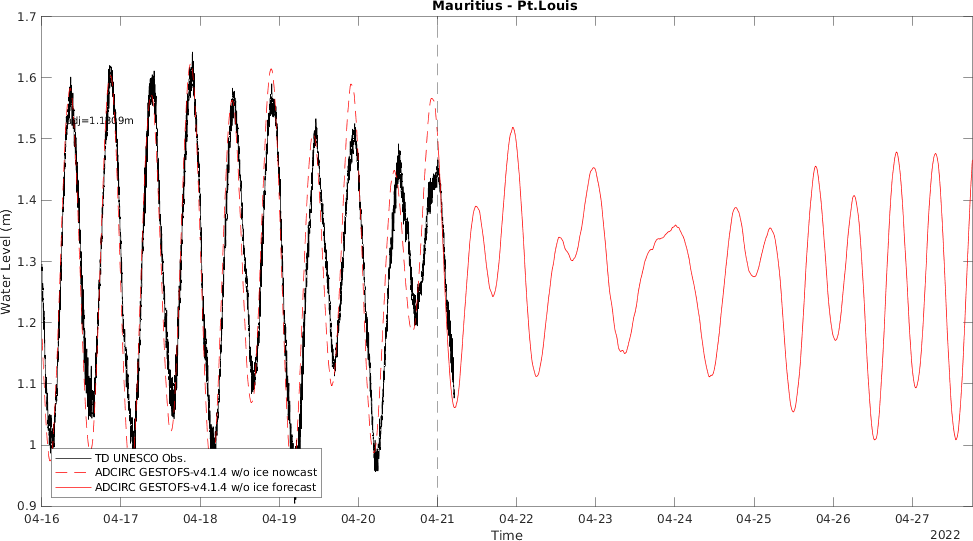 Mauritius - Pt.Louis
1.7
1.6
1.5
1.4
1.3
1.2
1.1
1
0.9
Water Level (m)
TD UNESCO Obs.
ADCIRC GESTOFS-v4.1.4 w/o ice nowcast
ADCIRC GESTOFS-v4.1.4 w/o ice forecast
04-16 04-17 04-18 04-19 04-20 04-21 04-22 04-23 04-24 04-25 04-26 04-27
Time
2022